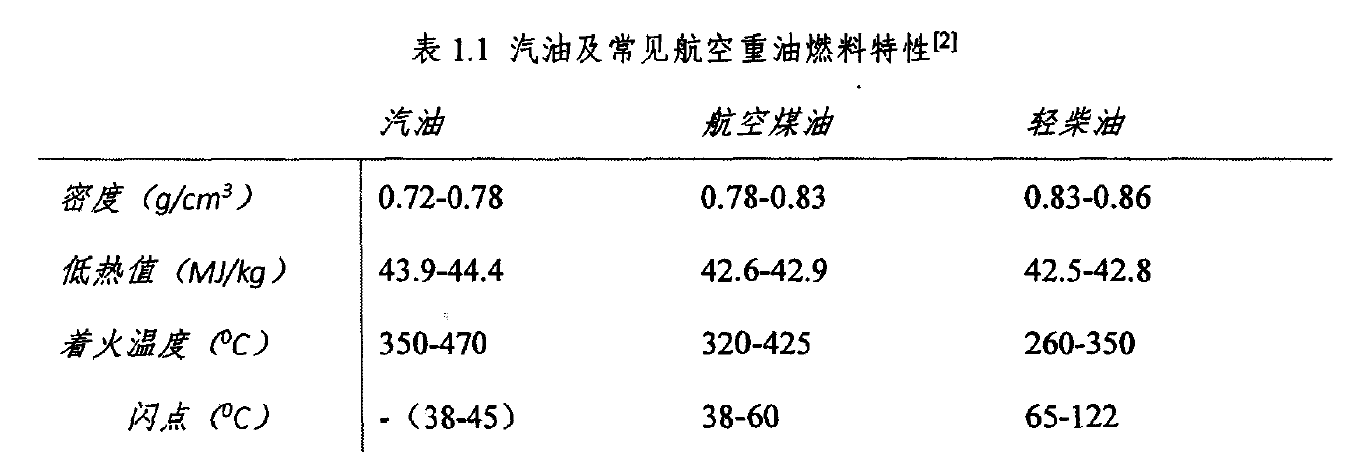 表 1.1 汽油及常见航空重油燃料特性[2]
汽油 航空煤油 轻柴油
密度（g/cm³） 0.72-0.78 0.78-0.83 0.83-0.86
低热值（MJ/kg） 43.9-44.4 42.6-42.9 42.5-42.8
着火温度（⁰C） 350-470 320-425 260-350
闪点（⁰C） -（38-45） 38-60 65-122